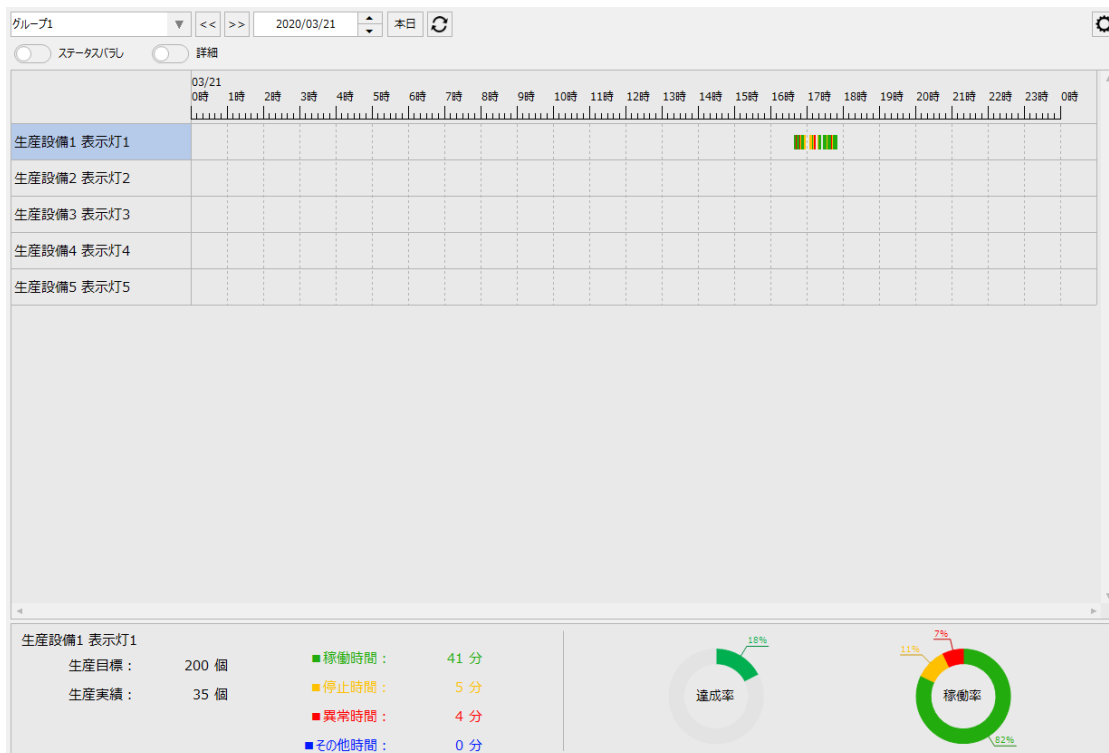 グループ1 ▼ << >> 2020/03/21 本日
ステータスバラし 詳細
03/21
0時 1時 2時 3時 4時 5時 6時 7時 8時 9時 10時 11時 12時 13時 14時 15時 16時 17時 18時 19時 20時 21時 22時 23時 0時
生産設備1 表示灯1
生産設備2 表示灯2
生産設備3 表示灯3
生産設備4 表示灯4
生産設備5 表示灯5
生産設備1 表示灯1
生産目標： 200 個
生産実績： 35 個
■稼働時間： 41 分
■停止時間： 5 分
■異常時間： 4 分
■その他時間： 0 分
18%
達成率
7%
11%
稼働率
82%